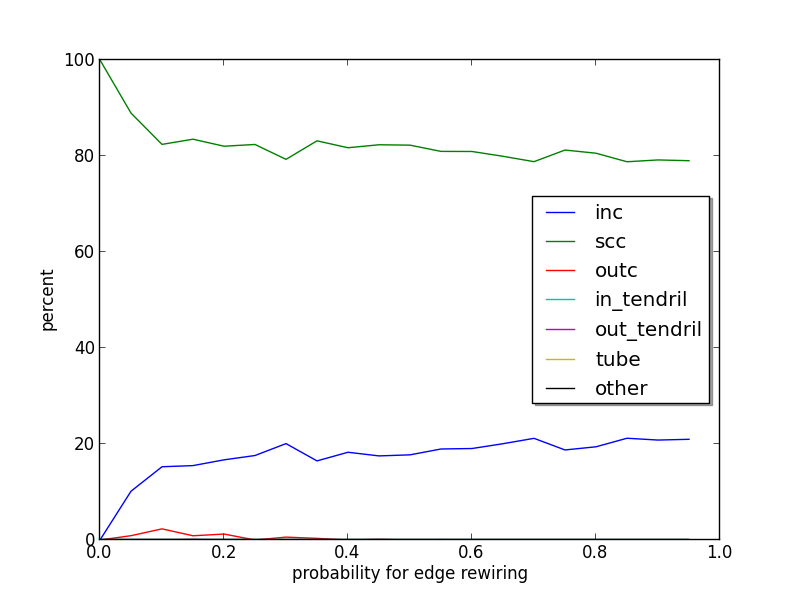 100
80
60
40
20
0
percent
inc
scc
outc
in_tendril
out_tendril
tube
other
0.0 0.2 0.4 0.6 0.8 1.0
probability for edge rewiring